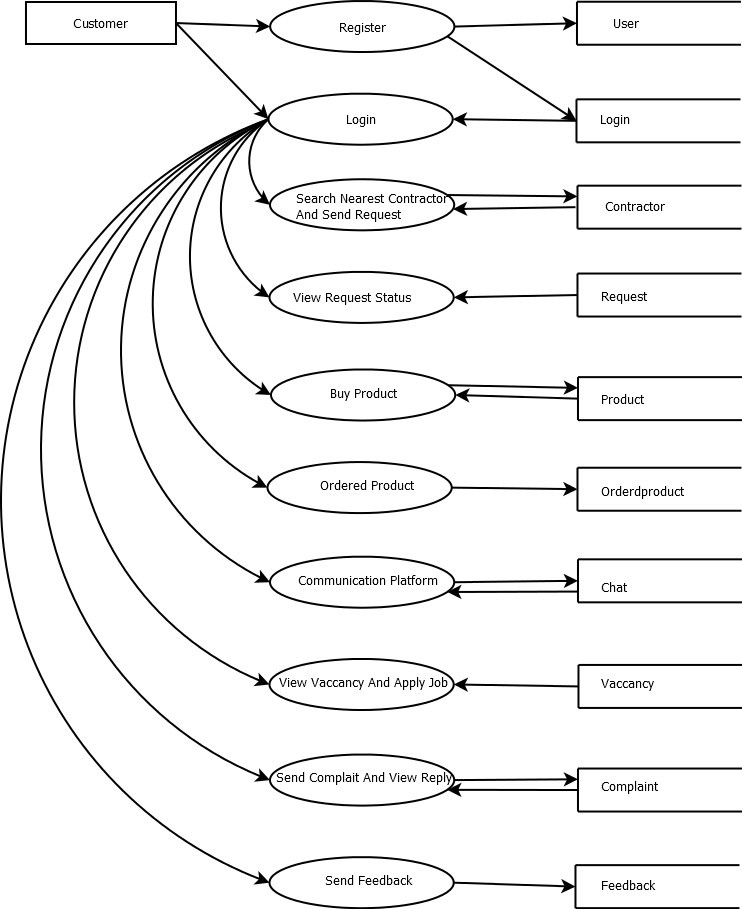 Customer
Register
User
Login
Login
Search Nearest Contractor
And Send Request
Contractor
View Request Status
Request
Buy Product
Product
Ordered Product
Orderdproduct
Communication Platform
Chat
View Vaccancy And Apply Job
Vaccancy
Send Complait And View Reply
Complaint
Send Feedback
Feedback